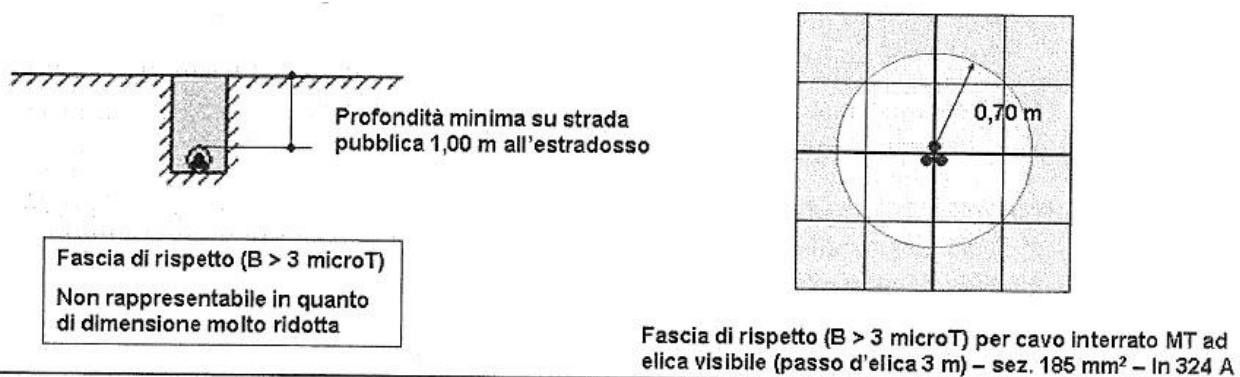 Profondità minima su strada
pubblica 1,00 m all'estradosso
Fascia di rispetto (B > 3 microT)
Non rappresentabile in quanto
di dimensione molto ridotta
0,70 m
Fascia di rispetto (B > 3 microT) per cavo interrato MT ad
elica visibile (passo d'elica 3 m) – sez. 185 mm² – In 324 A